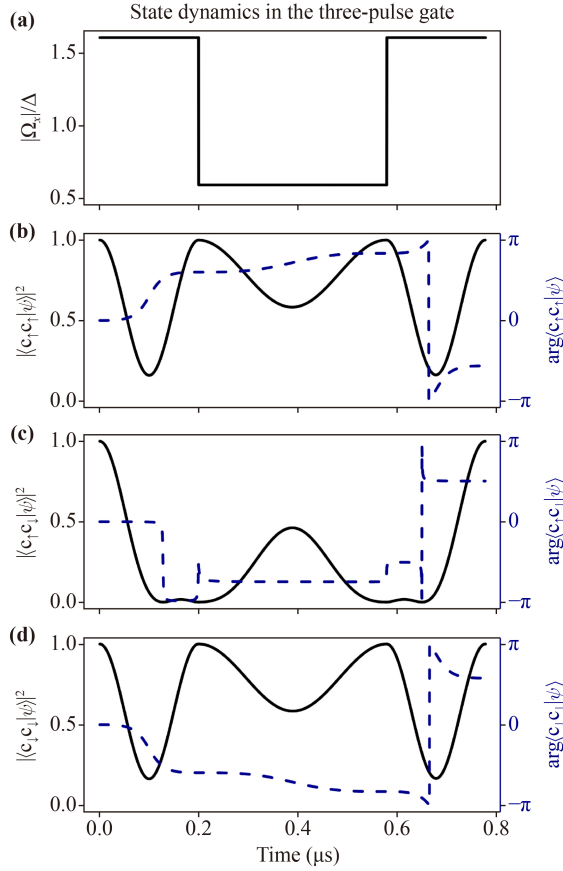 State dynamics in the three-pulse gate
(a)
|Ωₓ|/Δ
1.5
1.0
0.5
(b)
|⟨c↑c↑|ψ⟩|²
1.0
0.5
0.0
π
0
−π
arg⟨c↑c↑|ψ⟩
(c)
|⟨c↑c↓|ψ⟩|²
1.0
0.5
0.0
π
0
−π
arg⟨c↑c↓|ψ⟩
(d)
|⟨c↓c↓|ψ⟩|²
1.0
0.5
0.0
π
0
−π
arg⟨c↓c↓|ψ⟩
0.0 0.2 0.4 0.6 0.8
Time (μs)